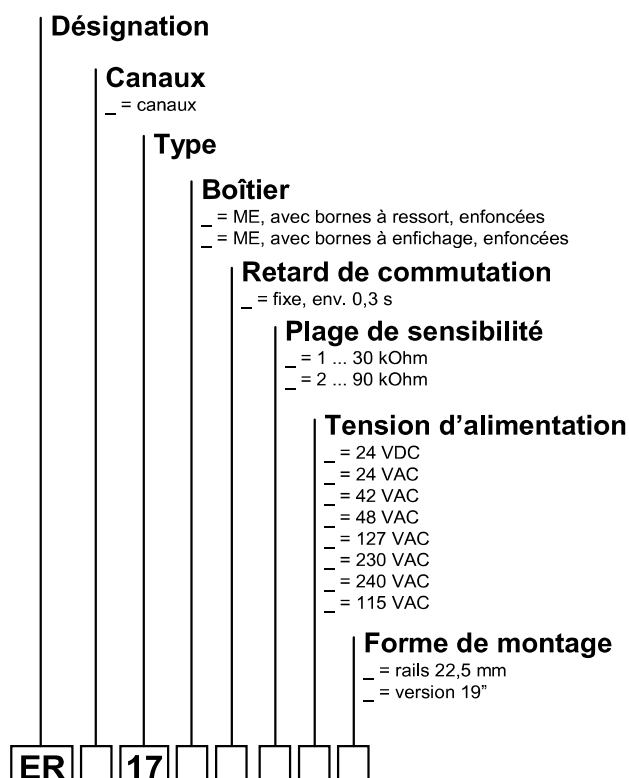 Désignation
Canaux
_ = canaux
Type
Boîtier
_ = ME, avec bornes à ressort, enfoncées
_ = ME, avec bornes à enfichage, enfoncées
Retard de commutation
_ = fixe, env. 0,3 s
Plage de sensibilité
_ = 1 ... 30 kOhm
_ = 2 ... 90 kOhm
Tension d’alimentation
_ = 24 VDC
_ = 24 VAC
_ = 42 VAC
_ = 48 VAC
_ = 127 VAC
_ = 230 VAC
_ = 240 VAC
_ = 115 VAC
Forme de montage
_ = rails 22,5 mm
_ = version 19”
ER 17